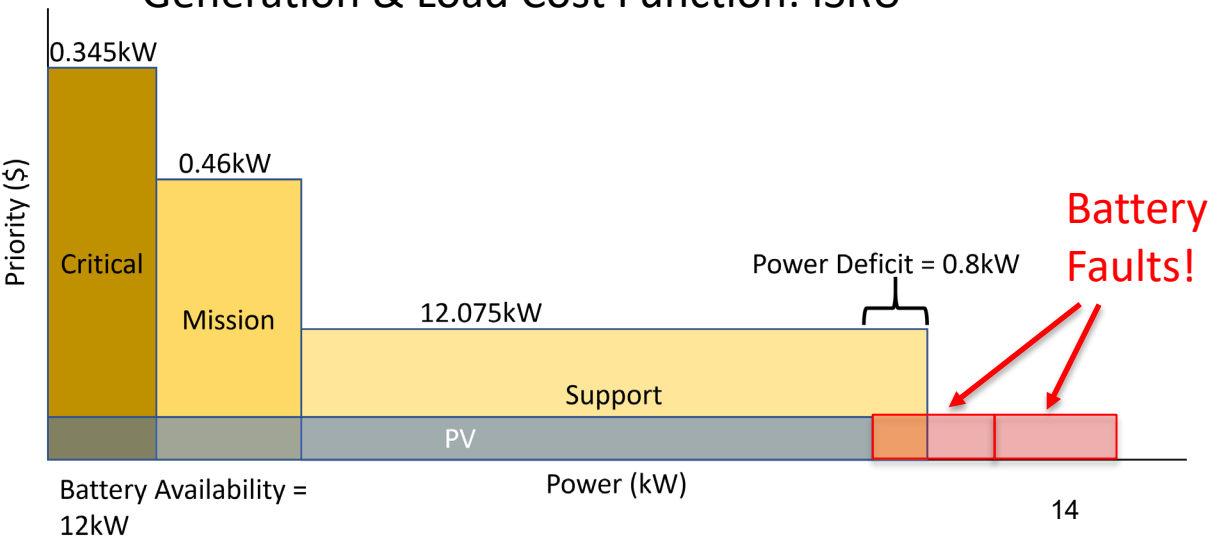 Generation & Load Cost Function: ISRU
0.345kW
0.46kW
Priority ($)
Critical
Mission
12.075kW
Power Deficit = 0.8kW
Battery
Faults!
Support
PV
Battery Availability =
12kW
Power (kW)
14